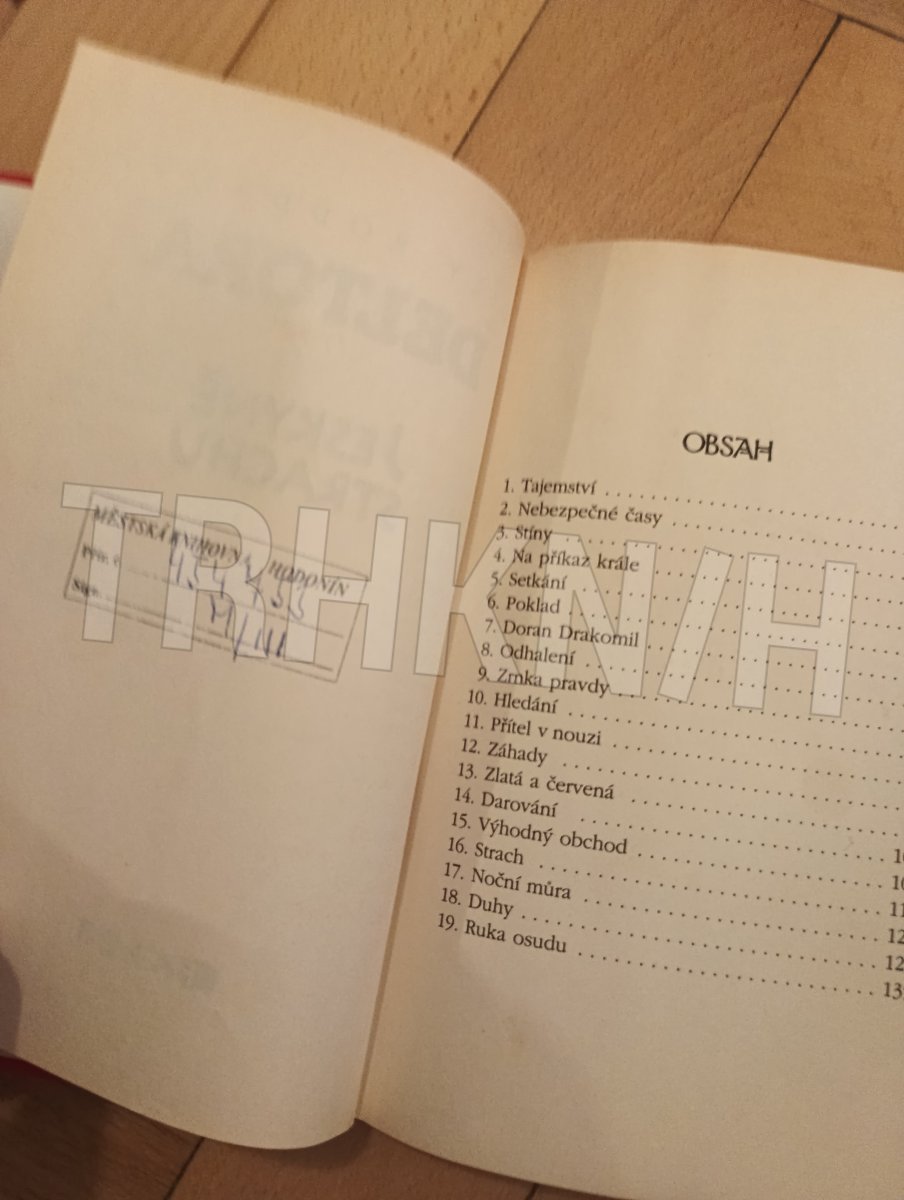 MĚSTSKÁ KNIHOVNA HODONÍN
Přír. č.
Sign.
OBSAH
1. Tajemství
2. Nebezpečné časy
3. Stíny
4. Na příkaz krále
5. Setkání
6. Poklad
7. Doran Drakomil
8. Odhalení
9. Zrnka pravdy
10. Hledání
11. Přítel v nouzi
12. Záhady
13. Zlatá a červená
14. Darování
15. Výhodný obchod
16. Strach
17. Noční můra
18. Duhy
19. Ruka osudu
TRHKNIH